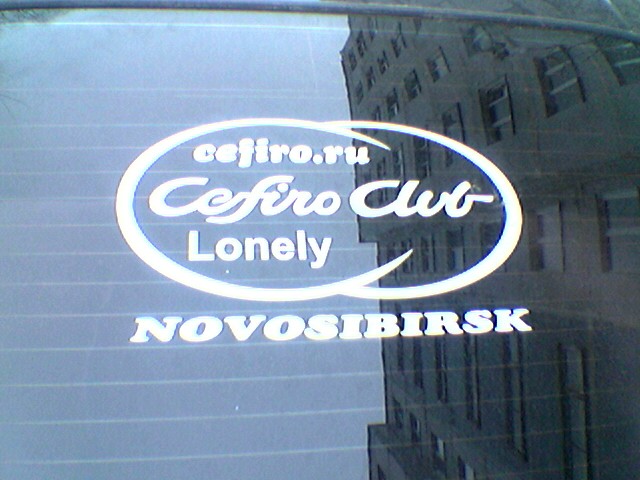 cefiro.ru
Cefiro Club
Lonely
NOVOSIBIRSK